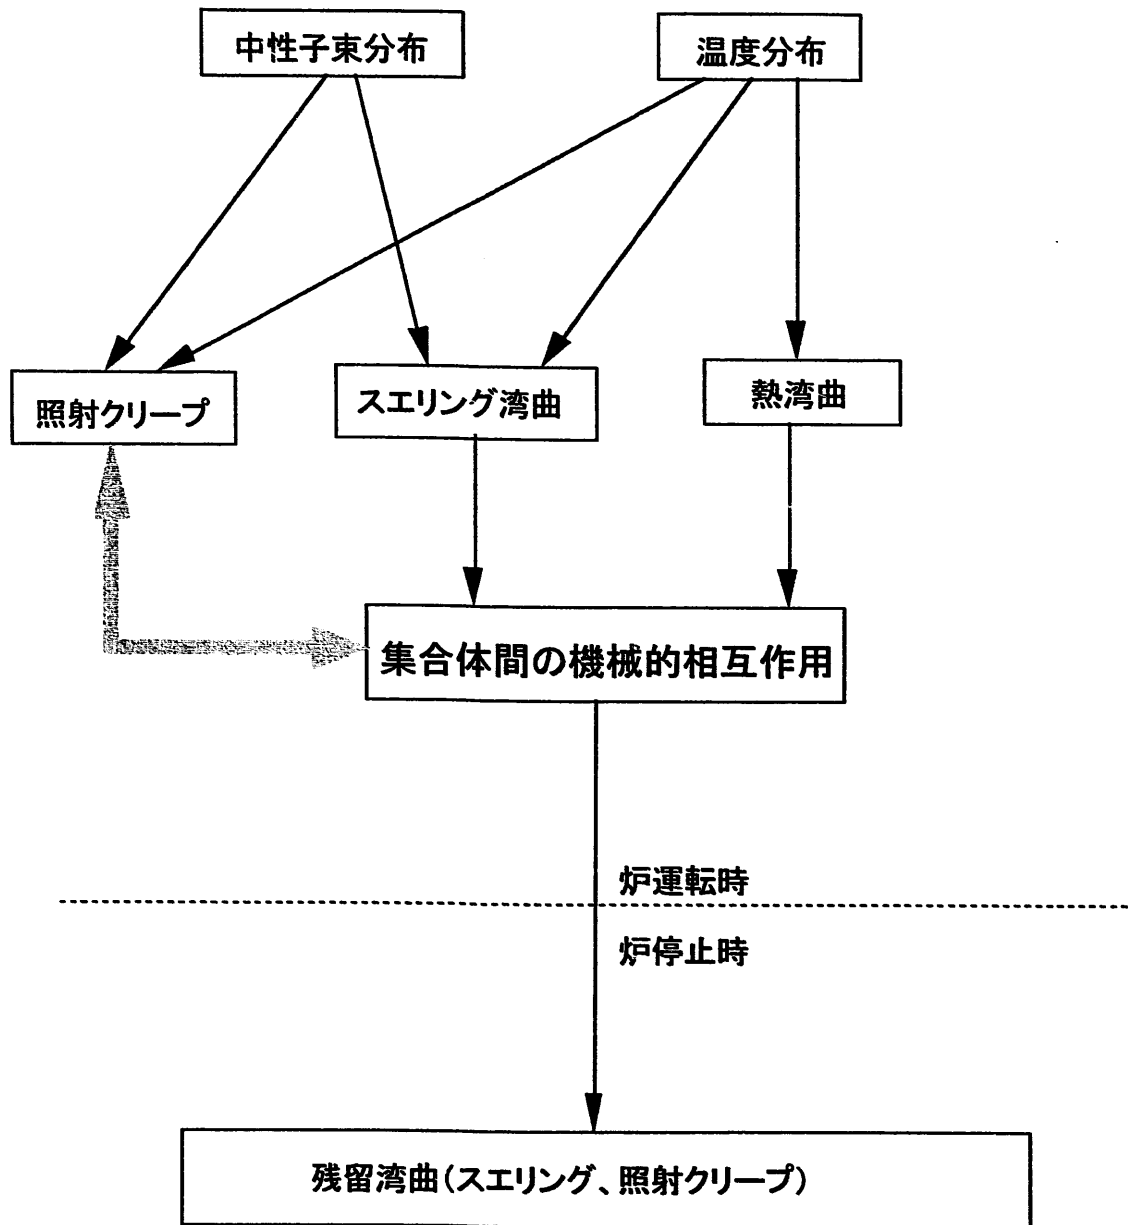 中性子束分布
温度分布
照射クリープ
スエリング湾曲
熱湾曲
集合体間の機械的相互作用
炉運転時
炉停止時
残留湾曲(スエリング、照射クリープ)